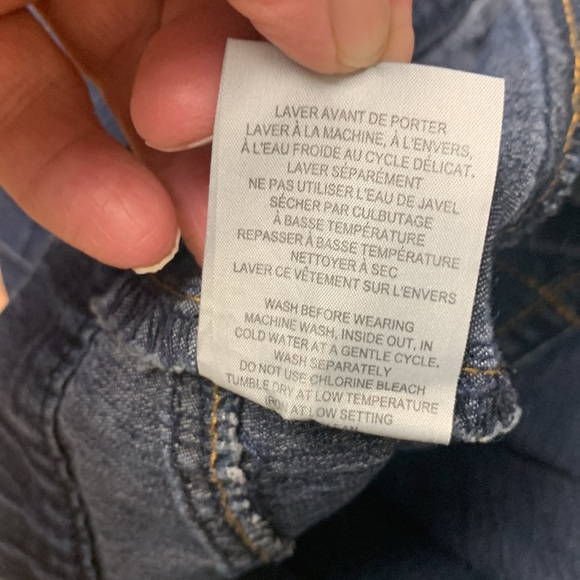 LAVER AVANT DE PORTER
LAVER À LA MACHINE, À L'ENVERS,
À L'EAU FROIDE AU CYCLE DÉLICAT.
LAVER SÉPARÉMENT
NE PAS UTILISER L'EAU DE JAVEL
SÉCHER PAR CULBUTAGE
À BASSE TEMPÉRATURE
REPASSER À BASSE TEMPÉRATURE
NETTOYER À SEC
LAVER CE VÊTEMENT SUR L'ENVERS
WASH BEFORE WEARING
MACHINE WASH, INSIDE OUT, IN
COLD WATER AT A GENTLE CYCLE.
WASH SEPARATELY
DO NOT USE CHLORINE BLEACH
TUMBLE DRY AT LOW TEMPERATURE
IRON AT LOW SETTING